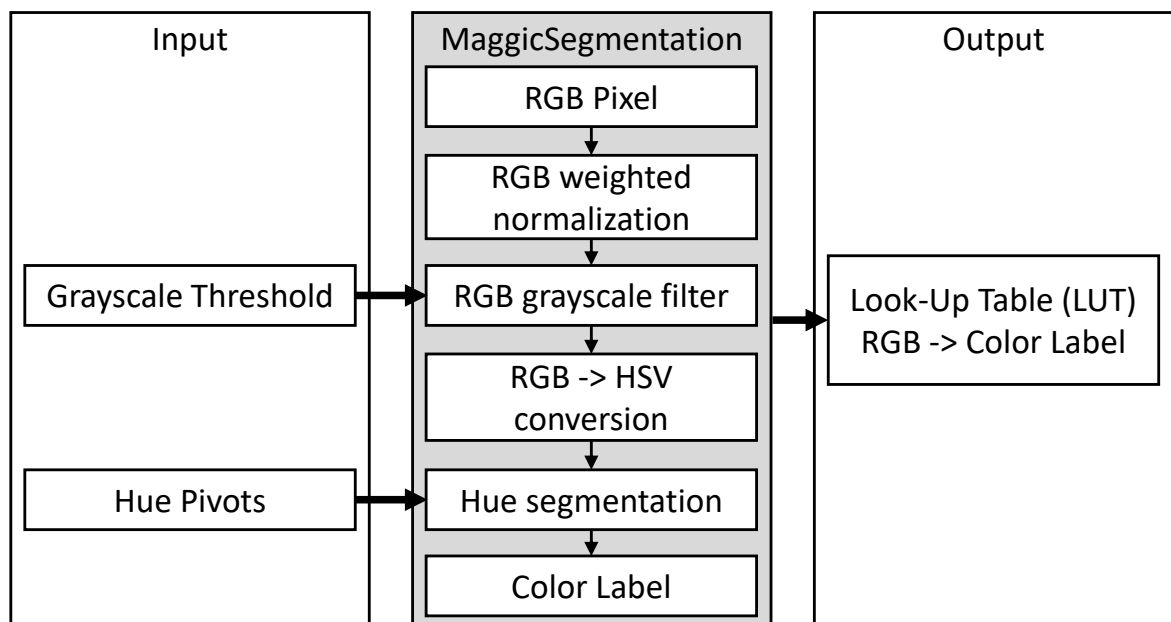 Input
Grayscale Threshold
Hue Pivots
MaggicSegmentation
RGB Pixel
RGB weighted
normalization
RGB grayscale filter
RGB -> HSV
conversion
Hue segmentation
Color Label
Output
Look-Up Table (LUT)
RGB -> Color Label